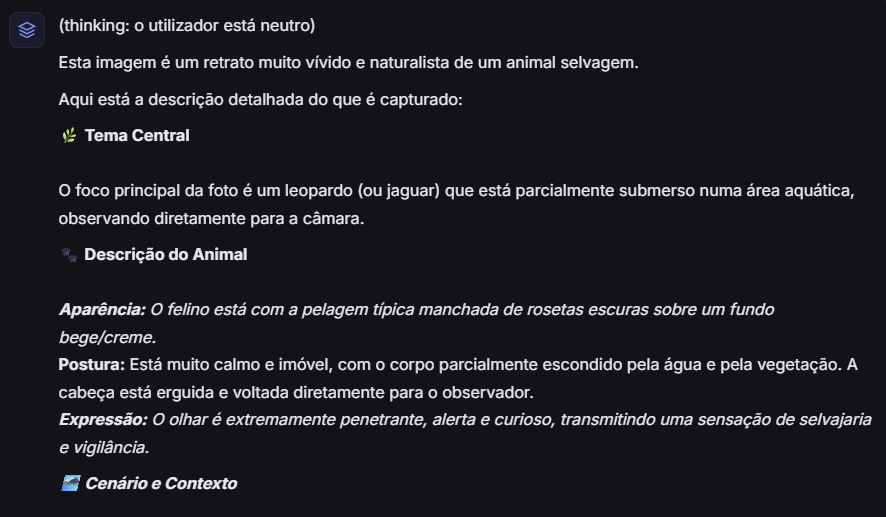 (thinking: o utilizador está neutro)
Esta imagem é um retrato muito vívido e naturalista de um animal selvagem.
Aqui está a descrição detalhada do que é capturado:
🌿 Tema Central
O foco principal da foto é um leopardo (ou jaguar) que está parcialmente submerso numa área aquática,
observando diretamente para a câmara.
🐾 Descrição do Animal
Aparência: O felino está com a pelagem típica manchada de rosetas escuras sobre um fundo
bege/creme.
Postura: Está muito calmo e imóvel, com o corpo parcialmente escondido pela água e pela vegetação. A
cabeça está erguida e voltada diretamente para o observador.
Expressão: O olhar é extremamente penetrante, alerta e curioso, transmitindo uma sensação de selvajaria
e vigilância.
🏞️ Cenário e Contexto